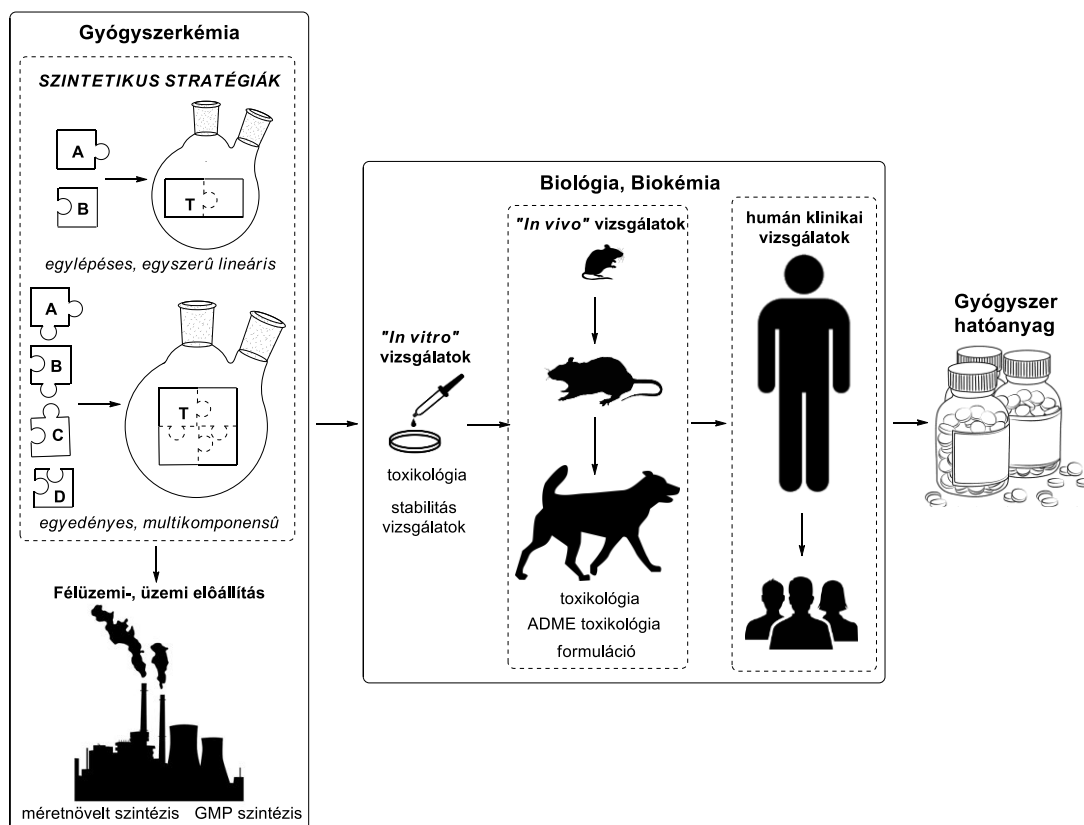 Gyógyszerkémia
SZINTETIKUS STRATÉGIÁK
A
B
T
egylépéses, egyszerû lineáris
A
B
C
D
T
egyedényes, multikomponensû
Félüzemi-, üzemi elôállítás
méretnövelt szintézis GMP szintézis
Biológia, Biokémia
"In vitro"
vizsgálatok
toxikológia
stabilitás
vizsgálatok
"In vivo" vizsgálatok
toxikológia
ADME toxikológia
formuláció
humán klinikai
vizsgálatok
Gyógyszer
hatóanyag